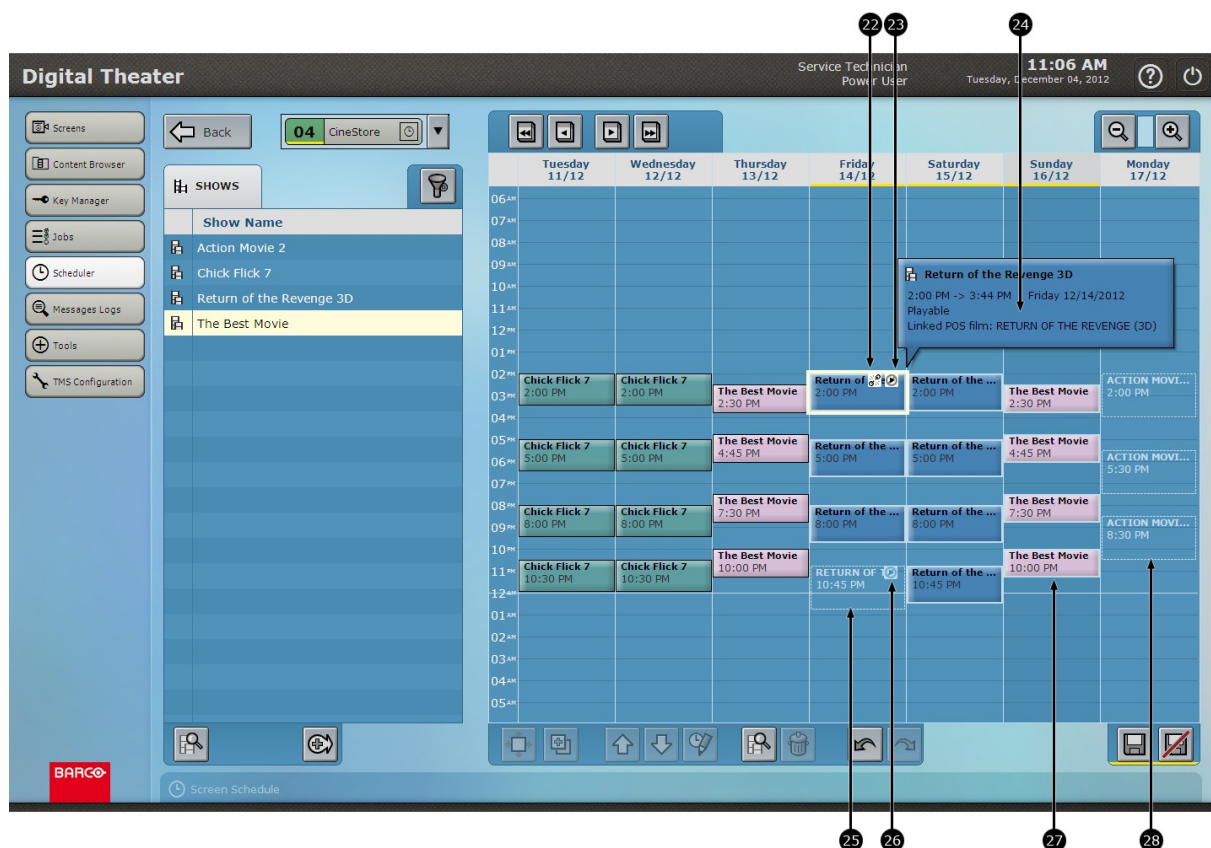 22 23 24
Digital Theater
Service Technician
Power User
11:06 AM
Tuesday, December 04, 2012
Screens
Content Browser
Key Manager
Jobs
Scheduler
Messages Logs
Tools
TMS Configuration
BARCO
Back
04 CineStore
SHOWS
Show Name
Action Movie 2
Chick Flick 7
Return of the Revenge 3D
The Best Movie
Tuesday 11/12
Wednesday 12/12
Thursday 13/12
Friday 14/12
Saturday 15/12
Sunday 16/12
Monday 17/12
06AM
07AM
08AM
09AM
10AM
11AM
12PM
01PM
02PM
03PM
04PM
05PM
06PM
07PM
08PM
09PM
10PM
11PM
12AM
01AM
02AM
03AM
04AM
05AM
Return of the Revenge 3D
2:00 PM -> 3:44 PM Friday 12/14/2012
Playable
Linked POS film: RETURN OF THE REVENGE (3D)
Chick Flick 7
2:00 PM
Chick Flick 7
5:00 PM
Chick Flick 7
8:00 PM
Chick Flick 7
10:30 PM
Chick Flick 7
2:00 PM
Chick Flick 7
5:00 PM
Chick Flick 7
8:00 PM
Chick Flick 7
10:30 PM
The Best Movie
2:30 PM
The Best Movie
4:45 PM
The Best Movie
7:30 PM
The Best Movie
10:00 PM
Return of
2:00 PM
Return of the ...
5:00 PM
Return of the ...
8:00 PM
RETURN OF
10:45 PM
Return of the ...
2:00 PM
Return of the ...
5:00 PM
Return of the ...
8:00 PM
Return of the ...
10:45 PM
The Best Movie
2:30 PM
The Best Movie
4:45 PM
The Best Movie
7:30 PM
The Best Movie
10:00 PM
ACTION MOVI...
2:00 PM
ACTION MOVI...
5:30 PM
ACTION MOVI...
8:30 PM
Screen Schedule
25 26 27 28